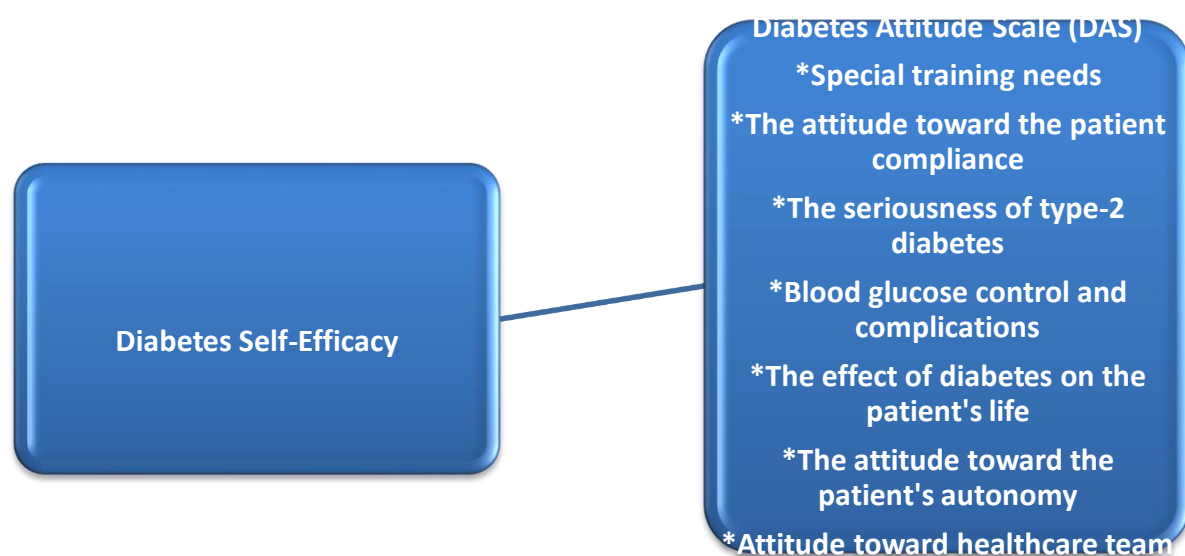 Diabetes Self-Efficacy
Diabetes Attitude Scale (DAS)
*Special training needs
*The attitude toward the patient
compliance
*The seriousness of type-2
diabetes
*Blood glucose control and
complications
*The effect of diabetes on the
patient's life
*The attitude toward the
patient's autonomy
*Attitude toward healthcare team